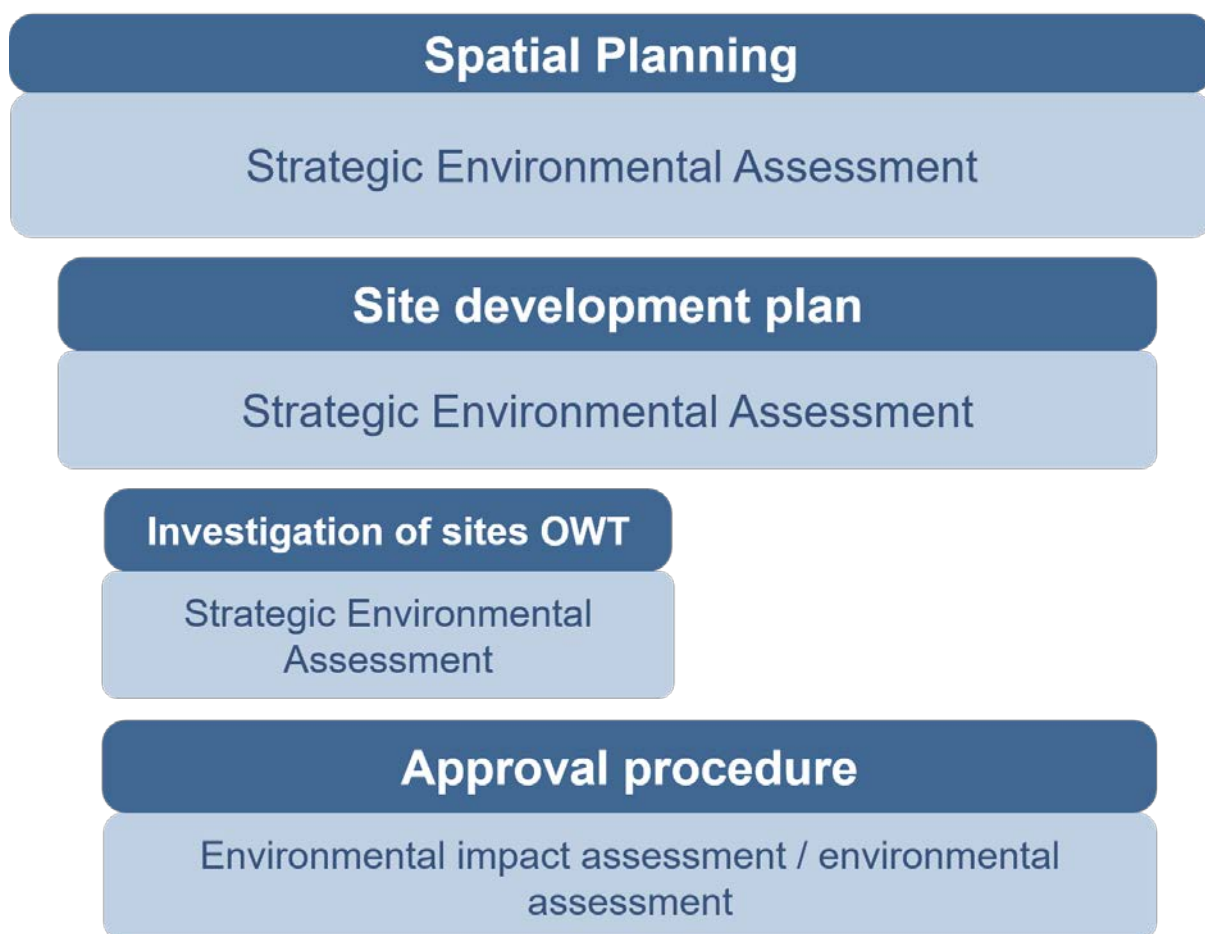 Spatial Planning
Strategic Environmental Assessment
Site development plan
Strategic Environmental Assessment
Investigation of sites OWT
Strategic Environmental
Assessment
Approval procedure
Environmental impact assessment / environmental
assessment